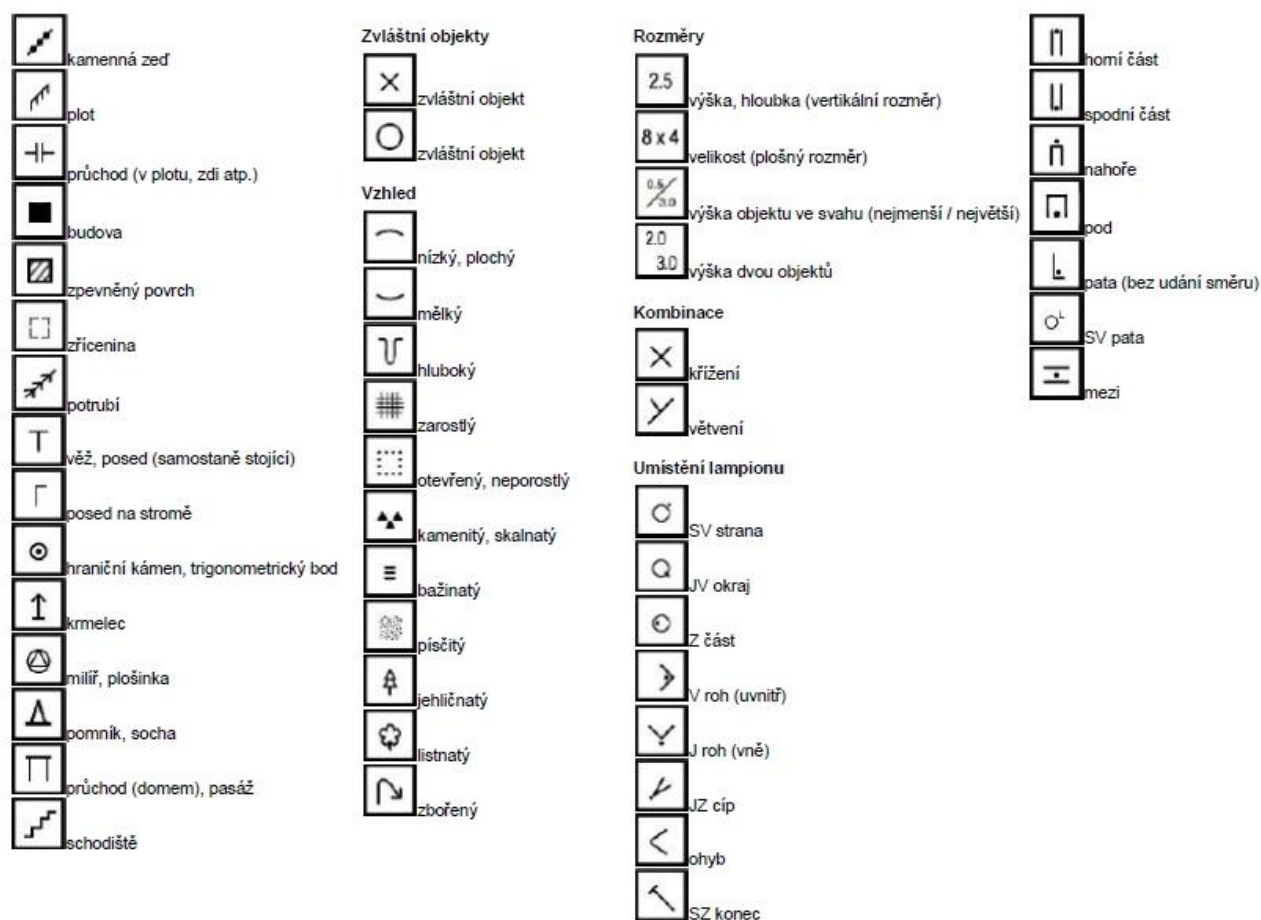 kamenná zeď
plot
průchod (v plotu, zdi atp.)
budova
zpevněný povrch
zřícenina
potrubí
věž, posed (samostaně stojící)
posed na stromě
hraniční kámen, trigonometrický bod
krmelec
milíř, plošinka
pomník, socha
průchod (domem), pasáž
schodiště
Zvláštní objekty
zvláštní objekt
zvláštní objekt
Vzhled
nízký, plochý
mělký
hluboký
zarostlý
otevřený, neporostlý
kamenitý, skalnatý
bažinatý
písčitý
jehličnatý
listnatý
zbořený
Rozměry
2.5
výška, hloubka (vertikální rozměr)
8 x 4
velikost (plošný rozměr)
0.5/3.0
výška objektu ve svahu (nejmenší / největší)
2.0
3.0
výška dvou objektů
Kombinace
křížení
větvení
Umístění lampionu
SV strana
JV okraj
Z část
V roh (uvnitř)
J roh (vně)
JZ cíp
ohyb
SZ konec
horní část
spodní část
nahoře
pod
pata (bez udání směru)
SV pata
mezi